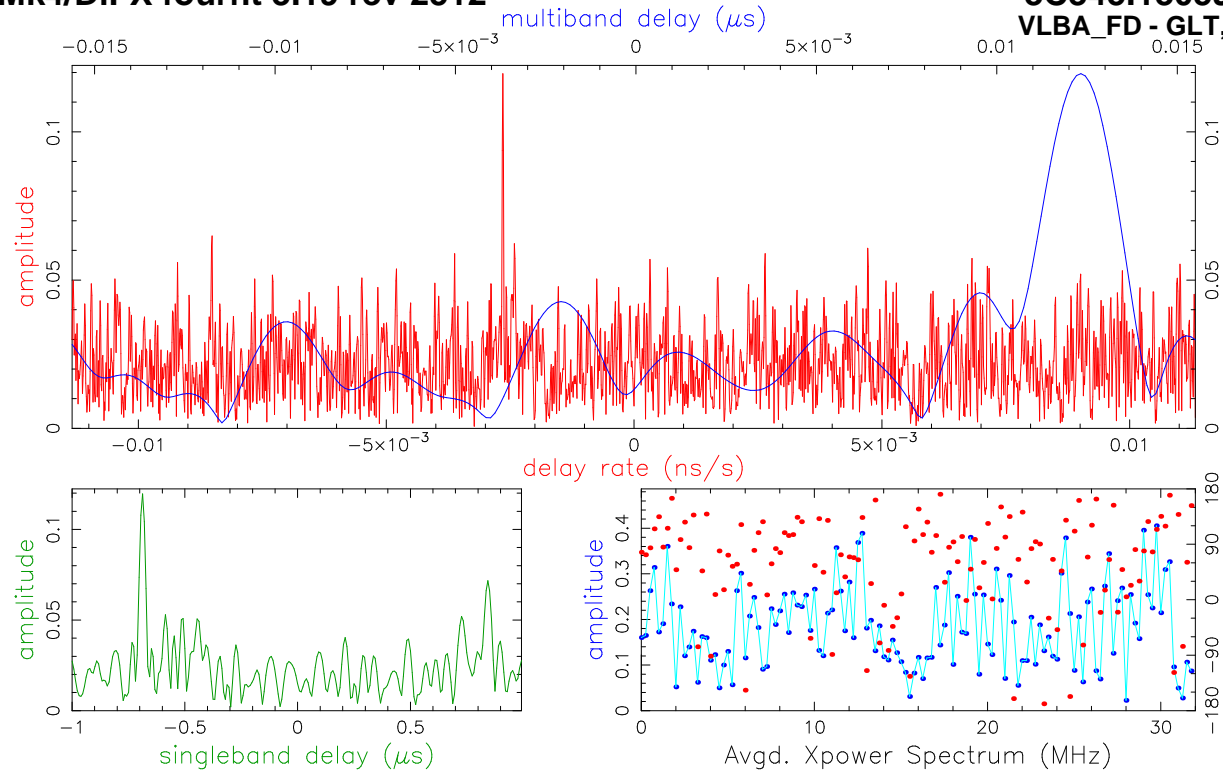 multiband delay (μs)
VLBA_FD - GLT,
−0.015 −0.01 −5×10⁻³ 0 5×10⁻³ 0.01 0.015
amplitude
0 0.05 0.1
0 0.05 0.1
−0.01 −5×10⁻³ 0 5×10⁻³ 0.01
delay rate (ns/s)
amplitude
0 0.05 0.1
−1 −0.5 0 0.5
singleband delay (μs)
amplitude
0 0.1 0.2 0.3 0.4
−180 −90 0 90 180
0 10 20 30
Avgd. Xpower Spectrum (MHz)